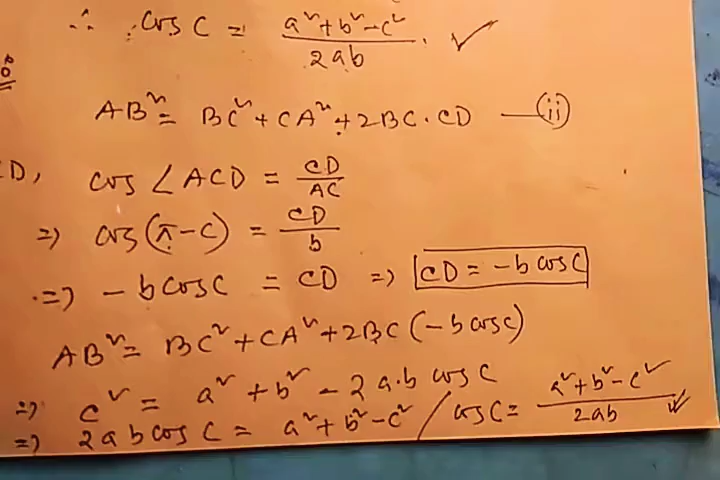 ∴ cos C = a²+b²-c² / 2ab. ✓
AB² = BC² + CA² + 2BC.CD —(ii)
D, cos ∠ACD = CD/AC
⇒ cos(π-C) = CD/b
⇒ -b cos C = CD ⇒ CD = -b cos C
AB² = BC² + CA² + 2BC(-b cos C)
⇒ c² = a² + b² - 2a.b cos C
⇒ 2ab cos C = a² + b² - c² / cos C = a²+b²-c² / 2ab ✓